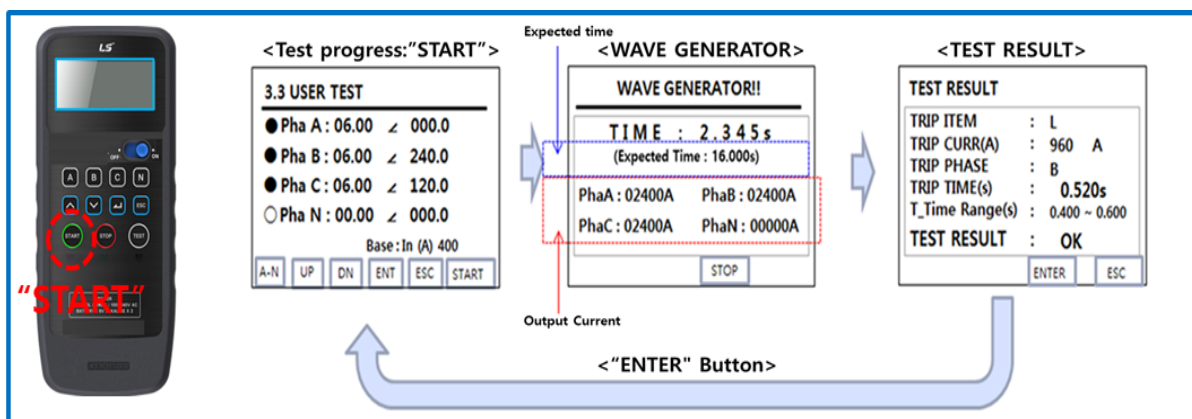 LS
OFF ON
A B C N
ESC
START STOP TEST
"START"
<Test progress:"START">
3.3 USER TEST
● Pha A : 06.00 ∠ 000.0
● Pha B : 06.00 ∠ 240.0
● Pha C : 06.00 ∠ 120.0
○ Pha N : 00.00 ∠ 000.0
Base : In (A) 400
A-N UP DN ENT ESC START
Expected time
<WAVE GENERATOR>
WAVE GENERATOR!!
TIME : 2.345s
(Expected Time : 16.000s)
PhaA : 02400A PhaB : 02400A
PhaC : 02400A PhaN : 00000A
STOP
Output Current
<TEST RESULT>
TEST RESULT
TRIP ITEM : L
TRIP CURR(A) : 960 A
TRIP PHASE : B
TRIP TIME(s) : 0.520s
T_Time Range(s) : 0.400 ~ 0.600
TEST RESULT : OK
ENTER ESC
<"ENTER" Button>